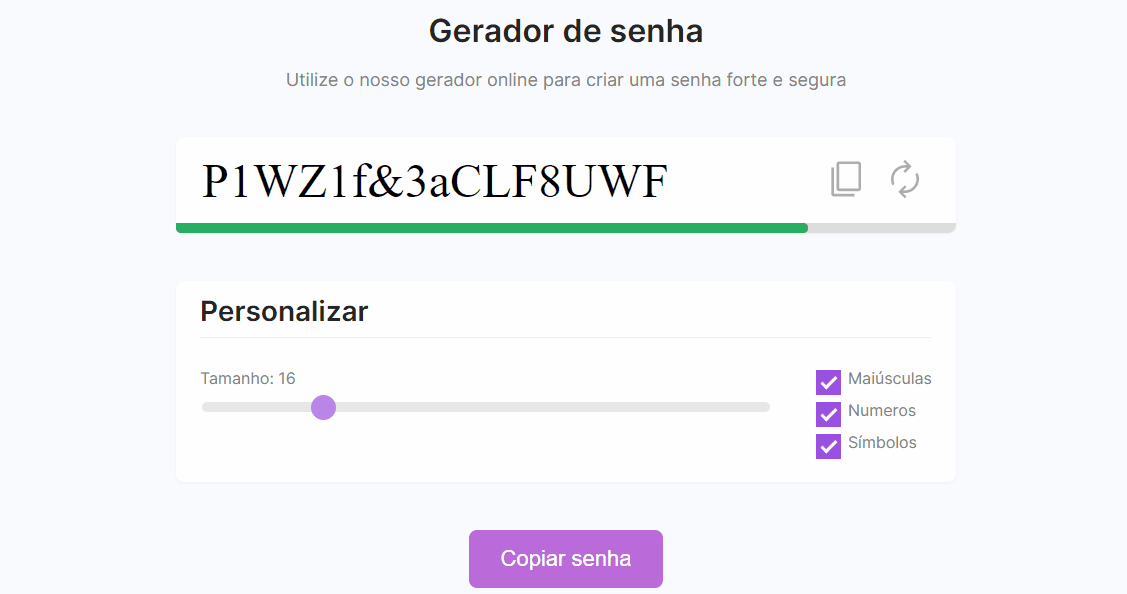 Gerador de senha
Utilize o nosso gerador online para criar uma senha forte e segura
P1WZ1f&3aCLF8UWF
Personalizar
Tamanho: 16
Maiúsculas
Numeros
Símbolos
Copiar senha